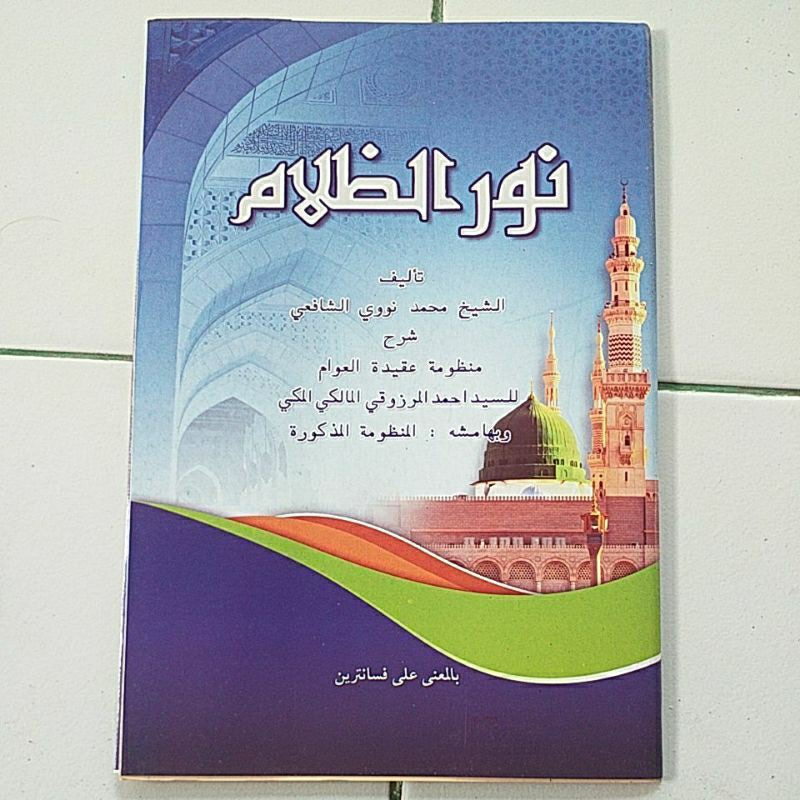 نور الظلام
تأليف
الشيخ محمد نووي الشافعي
شرح
منظومة عقيدة العوام
للسيد احمد المرزوقي المالكي المكي
وبهامشه : المنظومة المذكورة
بالمعنى على فسانترين